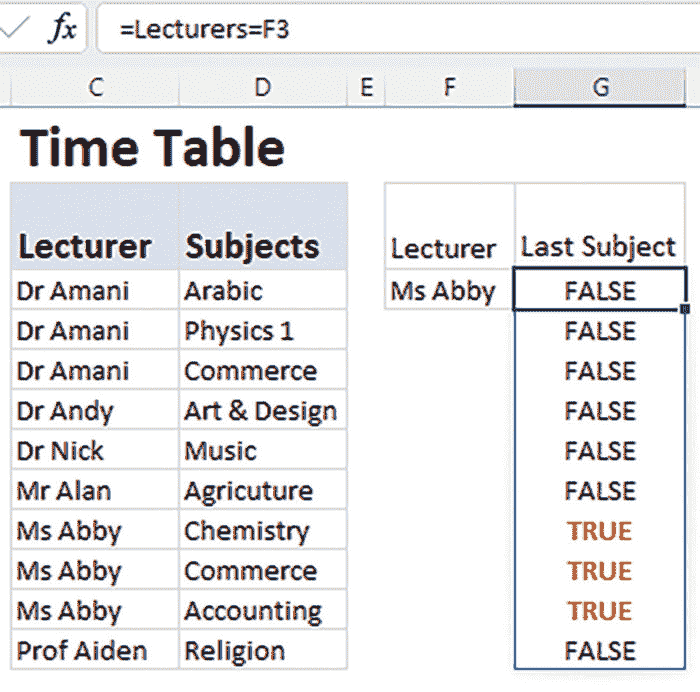 fx =Lecturers=F3
C D E F G
Time Table
Lecturer Subjects Lecturer Last Subject
Dr Amani Arabic Ms Abby FALSE
Dr Amani Physics 1 FALSE
Dr Amani Commerce FALSE
Dr Andy Art & Design FALSE
Dr Nick Music FALSE
Mr Alan Agricuture FALSE
Ms Abby Chemistry TRUE
Ms Abby Commerce TRUE
Ms Abby Accounting TRUE
Prof Aiden Religion FALSE